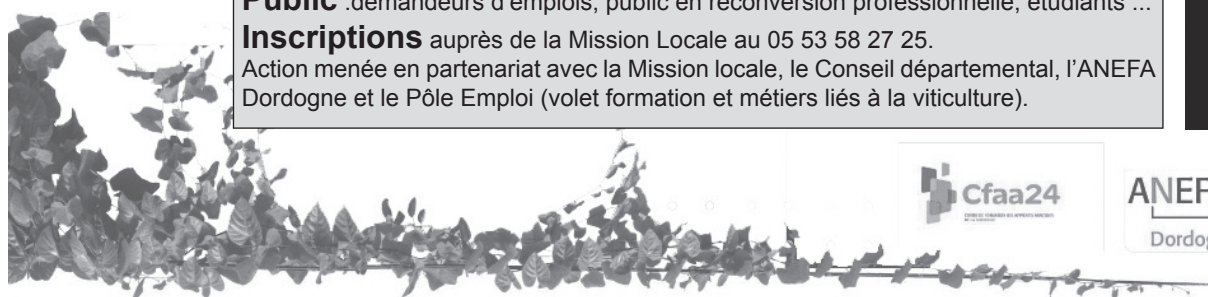 Public :demandeurs d'emplois, public en reconversion professionnelle, étudiants ...
Inscriptions auprès de la Mission Locale au 05 53 58 27 25.
Action menée en partenariat avec la Mission locale, le Conseil départemental, l'ANEFA
Dordogne et le Pôle Emploi (volet formation et métiers liés à la viticulture).
Cfaa24